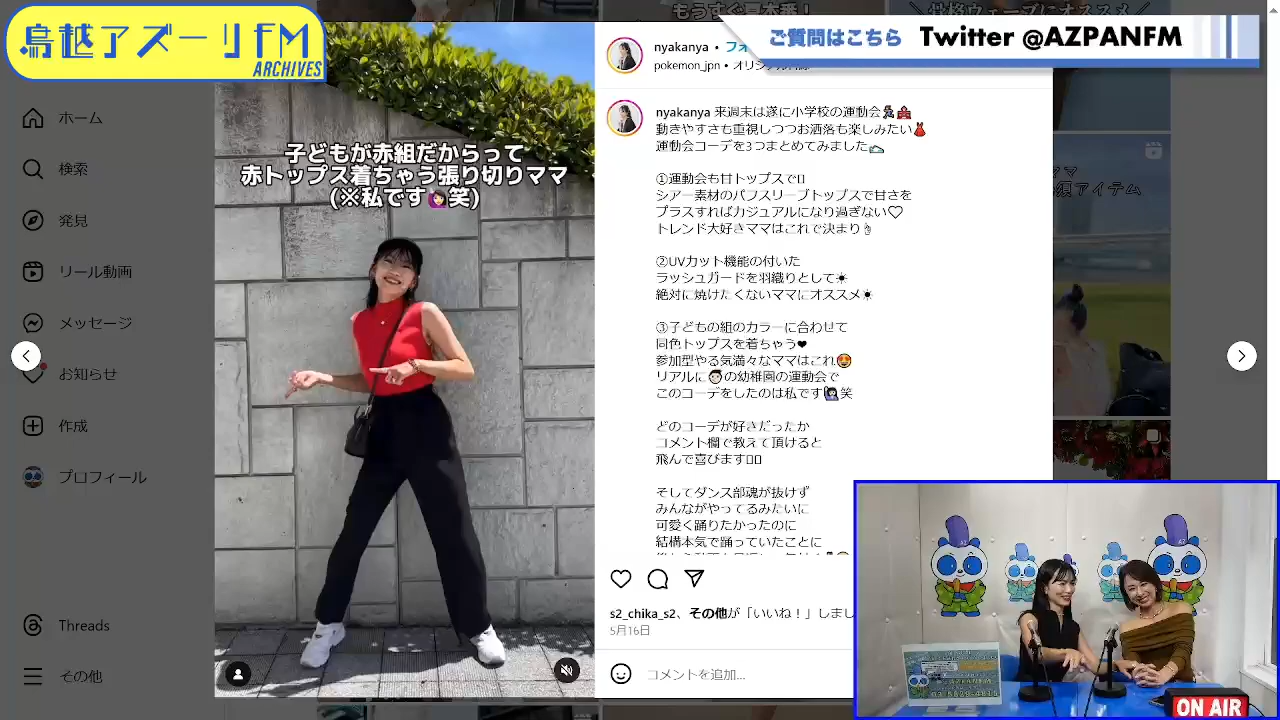 鳥越アズーリFM
ARCHIVES
もうすぐ一本番！
ご質問はこちら Twitter @AZPANFM
ホーム
検索
発見
リール動画
メッセージ
お知らせ
作成
プロフィール
Threads
その他
子どもが赤組だからって
赤トップス着ちゃう張り切りママ
(※私です🙋🏻‍♀️笑)
nyakanya •
pokemon_jpn •
nyakanya 来週末は遂に小学校の運動会
動きやすさも重視しつつお洒落も楽しみたい💃
運動会コーデを3つまとめてみました👟
①運動会も甘トップスで
シアー素材のパフスリーブトップスで甘さを
プラスすればカジュアルになり過ぎない♡
トレンド大好きママはこれで決まり☝
②UVカット機能の付いた
ラッシュガードを羽織りとして☀
絶対に焼けたくないママにオススメ☀
③子どもの組のカラーに合わせて
同色トップスを着ちゃう❤
参加型やる気満々なママはこれ😍
リアルに👦🏻の幼稚園の運動会で
このコーデをしたのは私です🙋🏻‍♀️笑
どのコーデが好きだったか
コメント欄で教えて頂けると
飛んで喜びます
そしてダンス部魂が抜けず
みんながやってるみたいに
可愛く踊りたかったのに
結構本気で踊っていたことに
s2_chika_s2、その他が「いいね！」しまし
5月16日
コメントを追加...
ON AIR